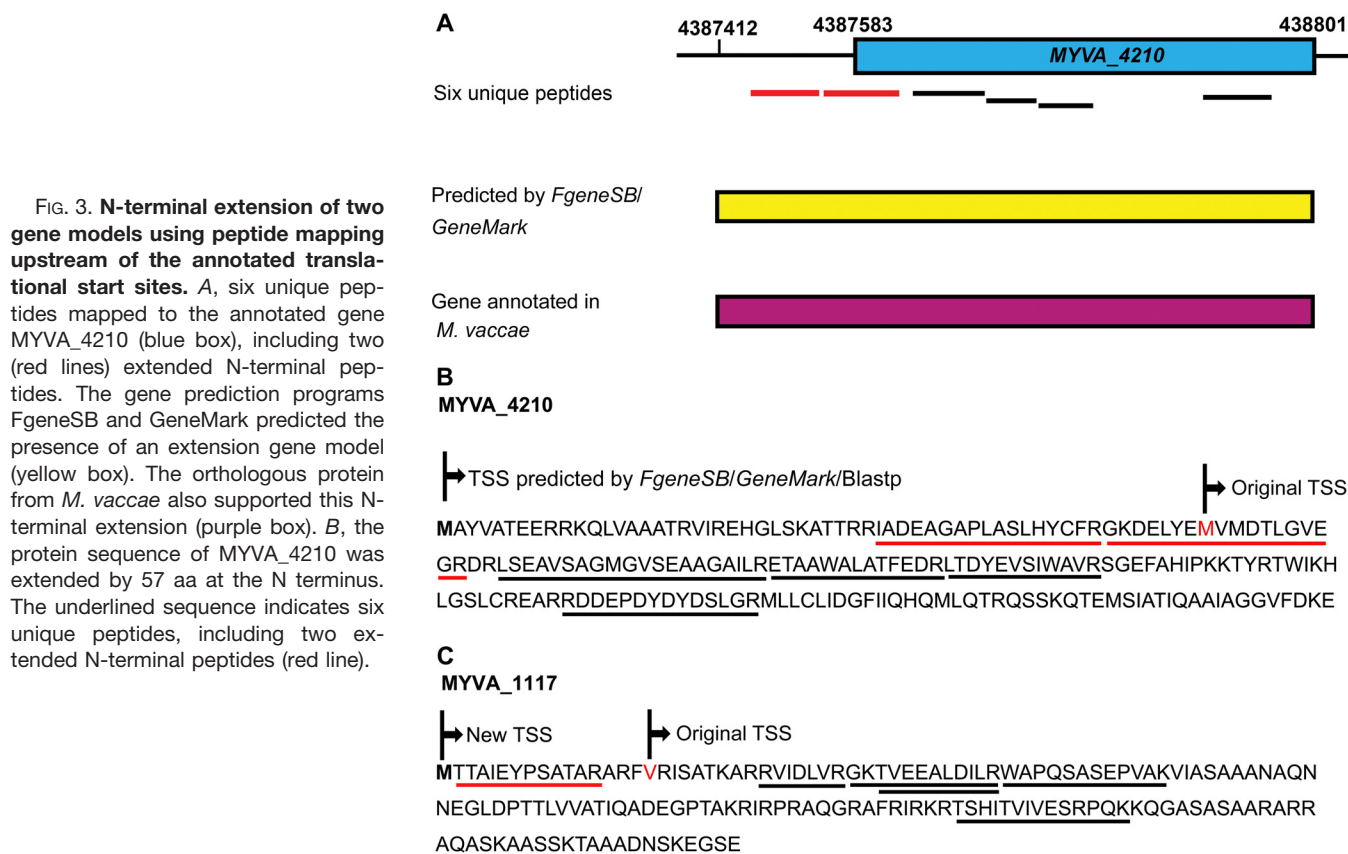 FIG. 3. N-terminal extension of two
gene models using peptide mapping
upstream of the annotated transla-
tional start sites. A, six unique pep-
tides mapped to the annotated gene
MYVA_4210 (blue box), including two
(red lines) extended N-terminal pep-
tides. The gene prediction programs
FgeneSB and GeneMark predicted the
presence of an extension gene model
(yellow box). The orthologous protein
from M. vaccae also supported this N-
terminal extension (purple box). B, the
protein sequence of MYVA_4210 was
extended by 57 aa at the N terminus.
The underlined sequence indicates six
unique peptides, including two ex-
tended N-terminal peptides (red line).
A
4387412 4387583 438801
MYVA_4210
Six unique peptides
Predicted by FgeneSB/
GeneMark
Gene annotated in
M. vaccae
B
MYVA_4210
TSS predicted by FgeneSB/GeneMark/Blastp Original TSS
MAYVATEERRKQLVAAATRVIREHGLSKATTRRIADEAGAPLASLHYCFRGKDELYEMVMDTLGVE
GRDRLSEAVSAGMGVSEAAGAILRETAAWALATFEDRLTDYEVSIWAVRSGEFAHIPKKTYRTWIKH
LGSLCREARRDDEPDYDYDSLGRMLLCLIDGFIIQHQMLQTRQSSKQTEMSIATIQAAIAGGVFDKE
C
MYVA_1117
New TSS Original TSS
MTTAIEYPSATARARFVRISATKARRVIDLVRGKTVEEALDILRWAPQSASEPVAKVIASAAANAQN
NEGLDPTTLVVATIQADEGPTAKRIRPRAQGRAFRIRKRTSHITVIVESRPQKKQGASASAARARR
AQASKAASSKTAAADNSKEGSE